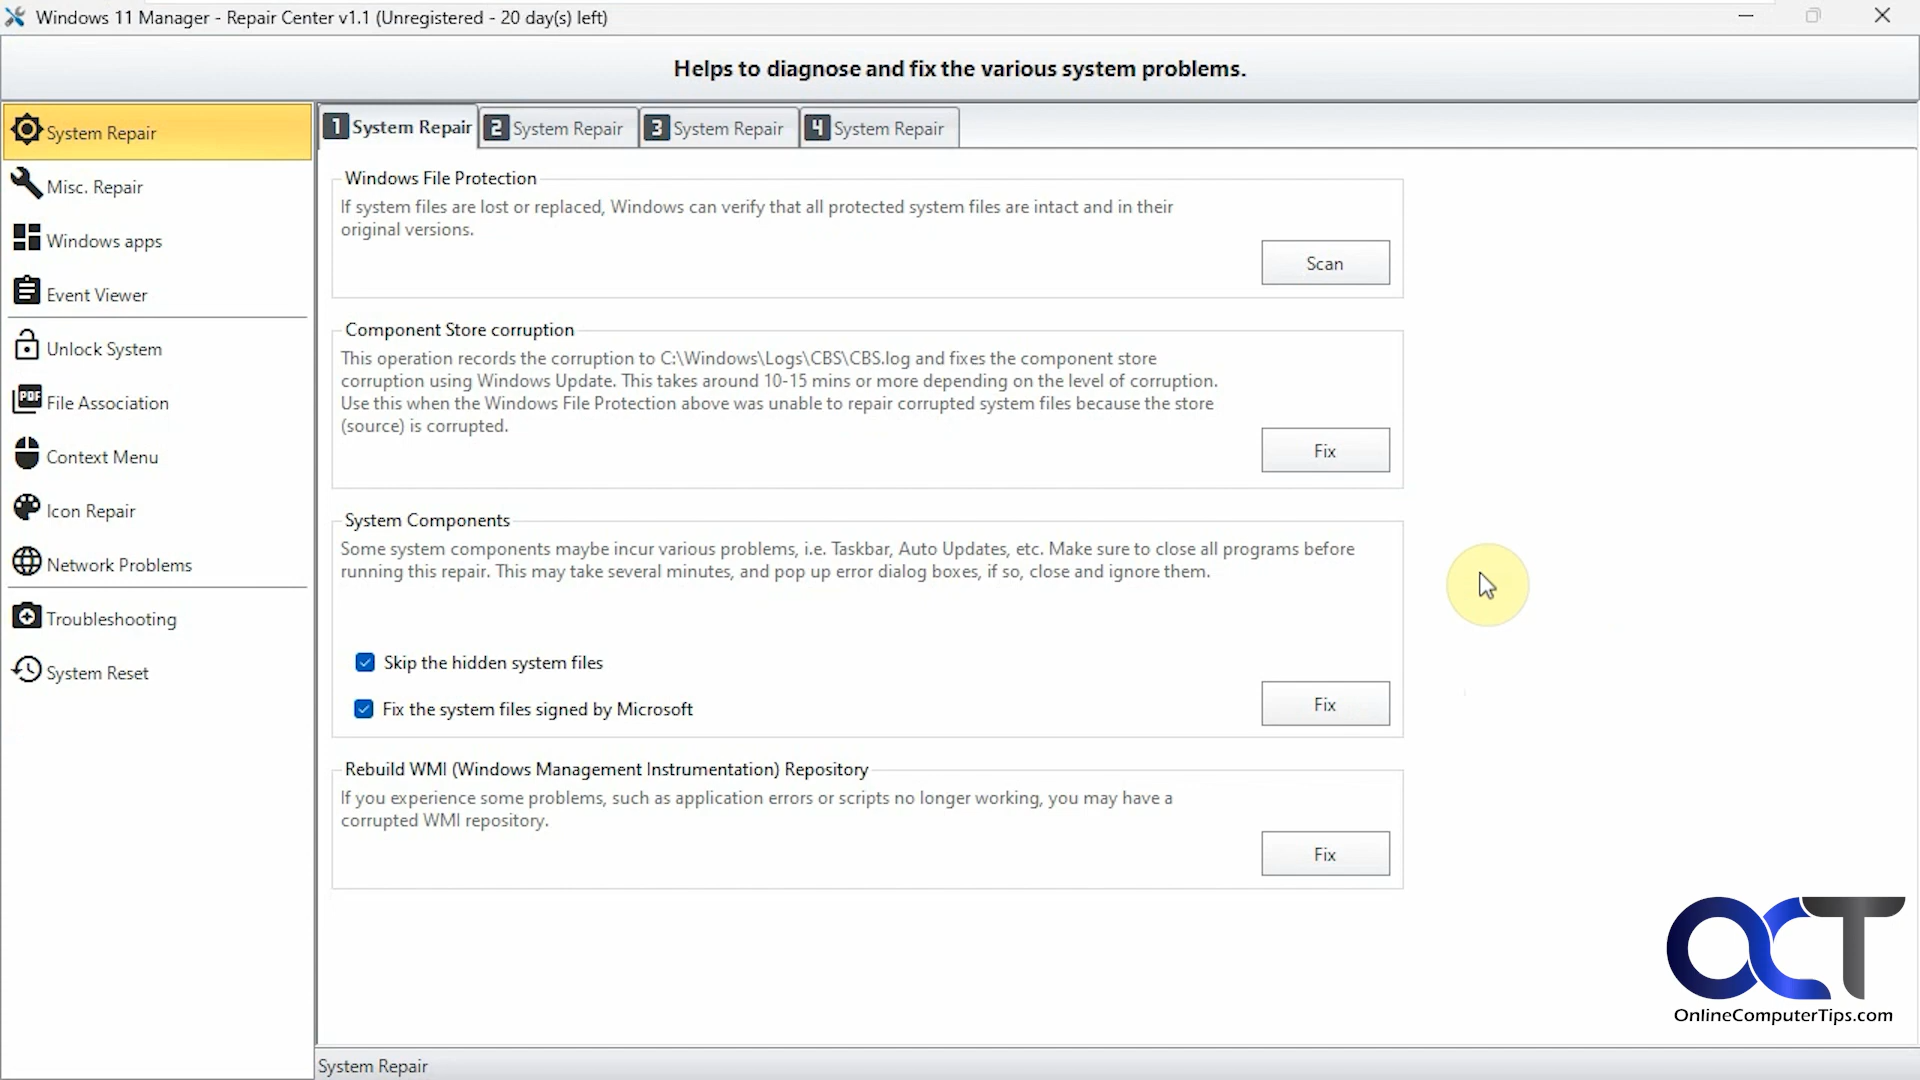 Windows 11 Manager - Repair Center v1.1 (Unregistered - 20 day(s) left)
Helps to diagnose and fix the various system problems.
System Repair
Misc. Repair
Windows apps
Event Viewer
Unlock System
PDF
File Association
Context Menu
Icon Repair
Network Problems
Troubleshooting
System Reset
1 System Repair
2 System Repair
3 System Repair
4 System Repair
Windows File Protection
If system files are lost or replaced, Windows can verify that all protected system files are intact and in their
original versions.
Scan
Component Store corruption
This operation records the corruption to C:\Windows\Logs\CBS\CBS.log and fixes the component store
corruption using Windows Update. This takes around 10-15 mins or more depending on the level of corruption.
Use this when the Windows File Protection above was unable to repair corrupted system files because the store
(source) is corrupted.
Fix
System Components
Some system components maybe incur various problems, i.e. Taskbar, Auto Updates, etc. Make sure to close all programs before
running this repair. This may take several minutes, and pop up error dialog boxes, if so, close and ignore them.
Skip the hidden system files
Fix the system files signed by Microsoft
Fix
Rebuild WMI (Windows Management Instrumentation) Repository
If you experience some problems, such as application errors or scripts no longer working, you may have a
corrupted WMI repository.
Fix
OCT
OnlineComputerTips.com
System Repair